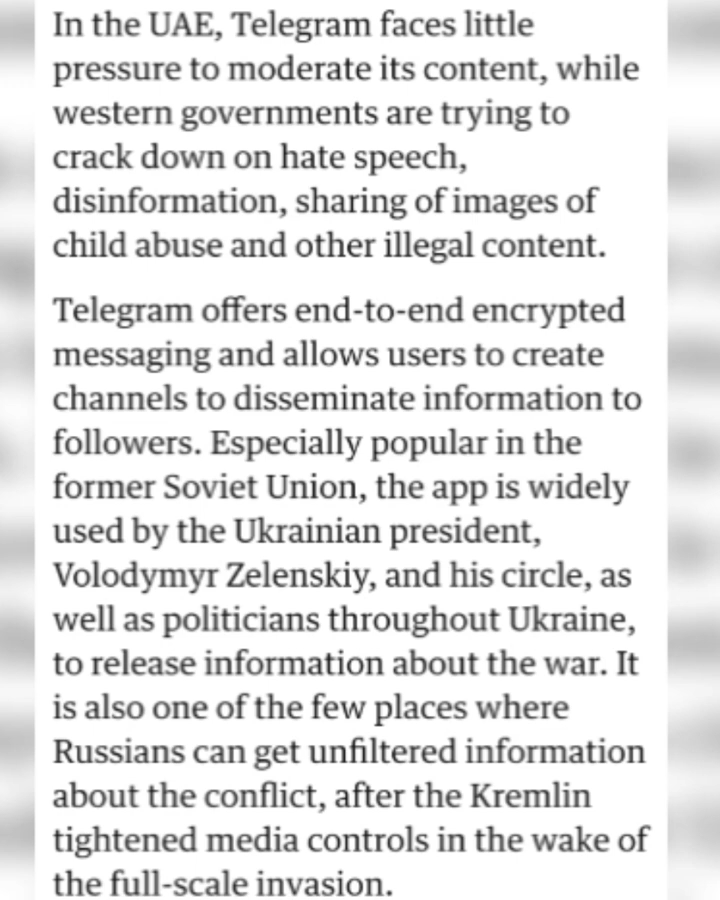 In the UAE, Telegram faces little
pressure to moderate its content, while
western governments are trying to
crack down on hate speech,
disinformation, sharing of images of
child abuse and other illegal content.
Telegram offers end-to-end encrypted
messaging and allows users to create
channels to disseminate information to
followers. Especially popular in the
former Soviet Union, the app is widely
used by the Ukrainian president,
Volodymyr Zelenskiy, and his circle, as
well as politicians throughout Ukraine,
to release information about the war. It
is also one of the few places where
Russians can get unfiltered information
about the conflict, after the Kremlin
tightened media controls in the wake of
the full-scale invasion.